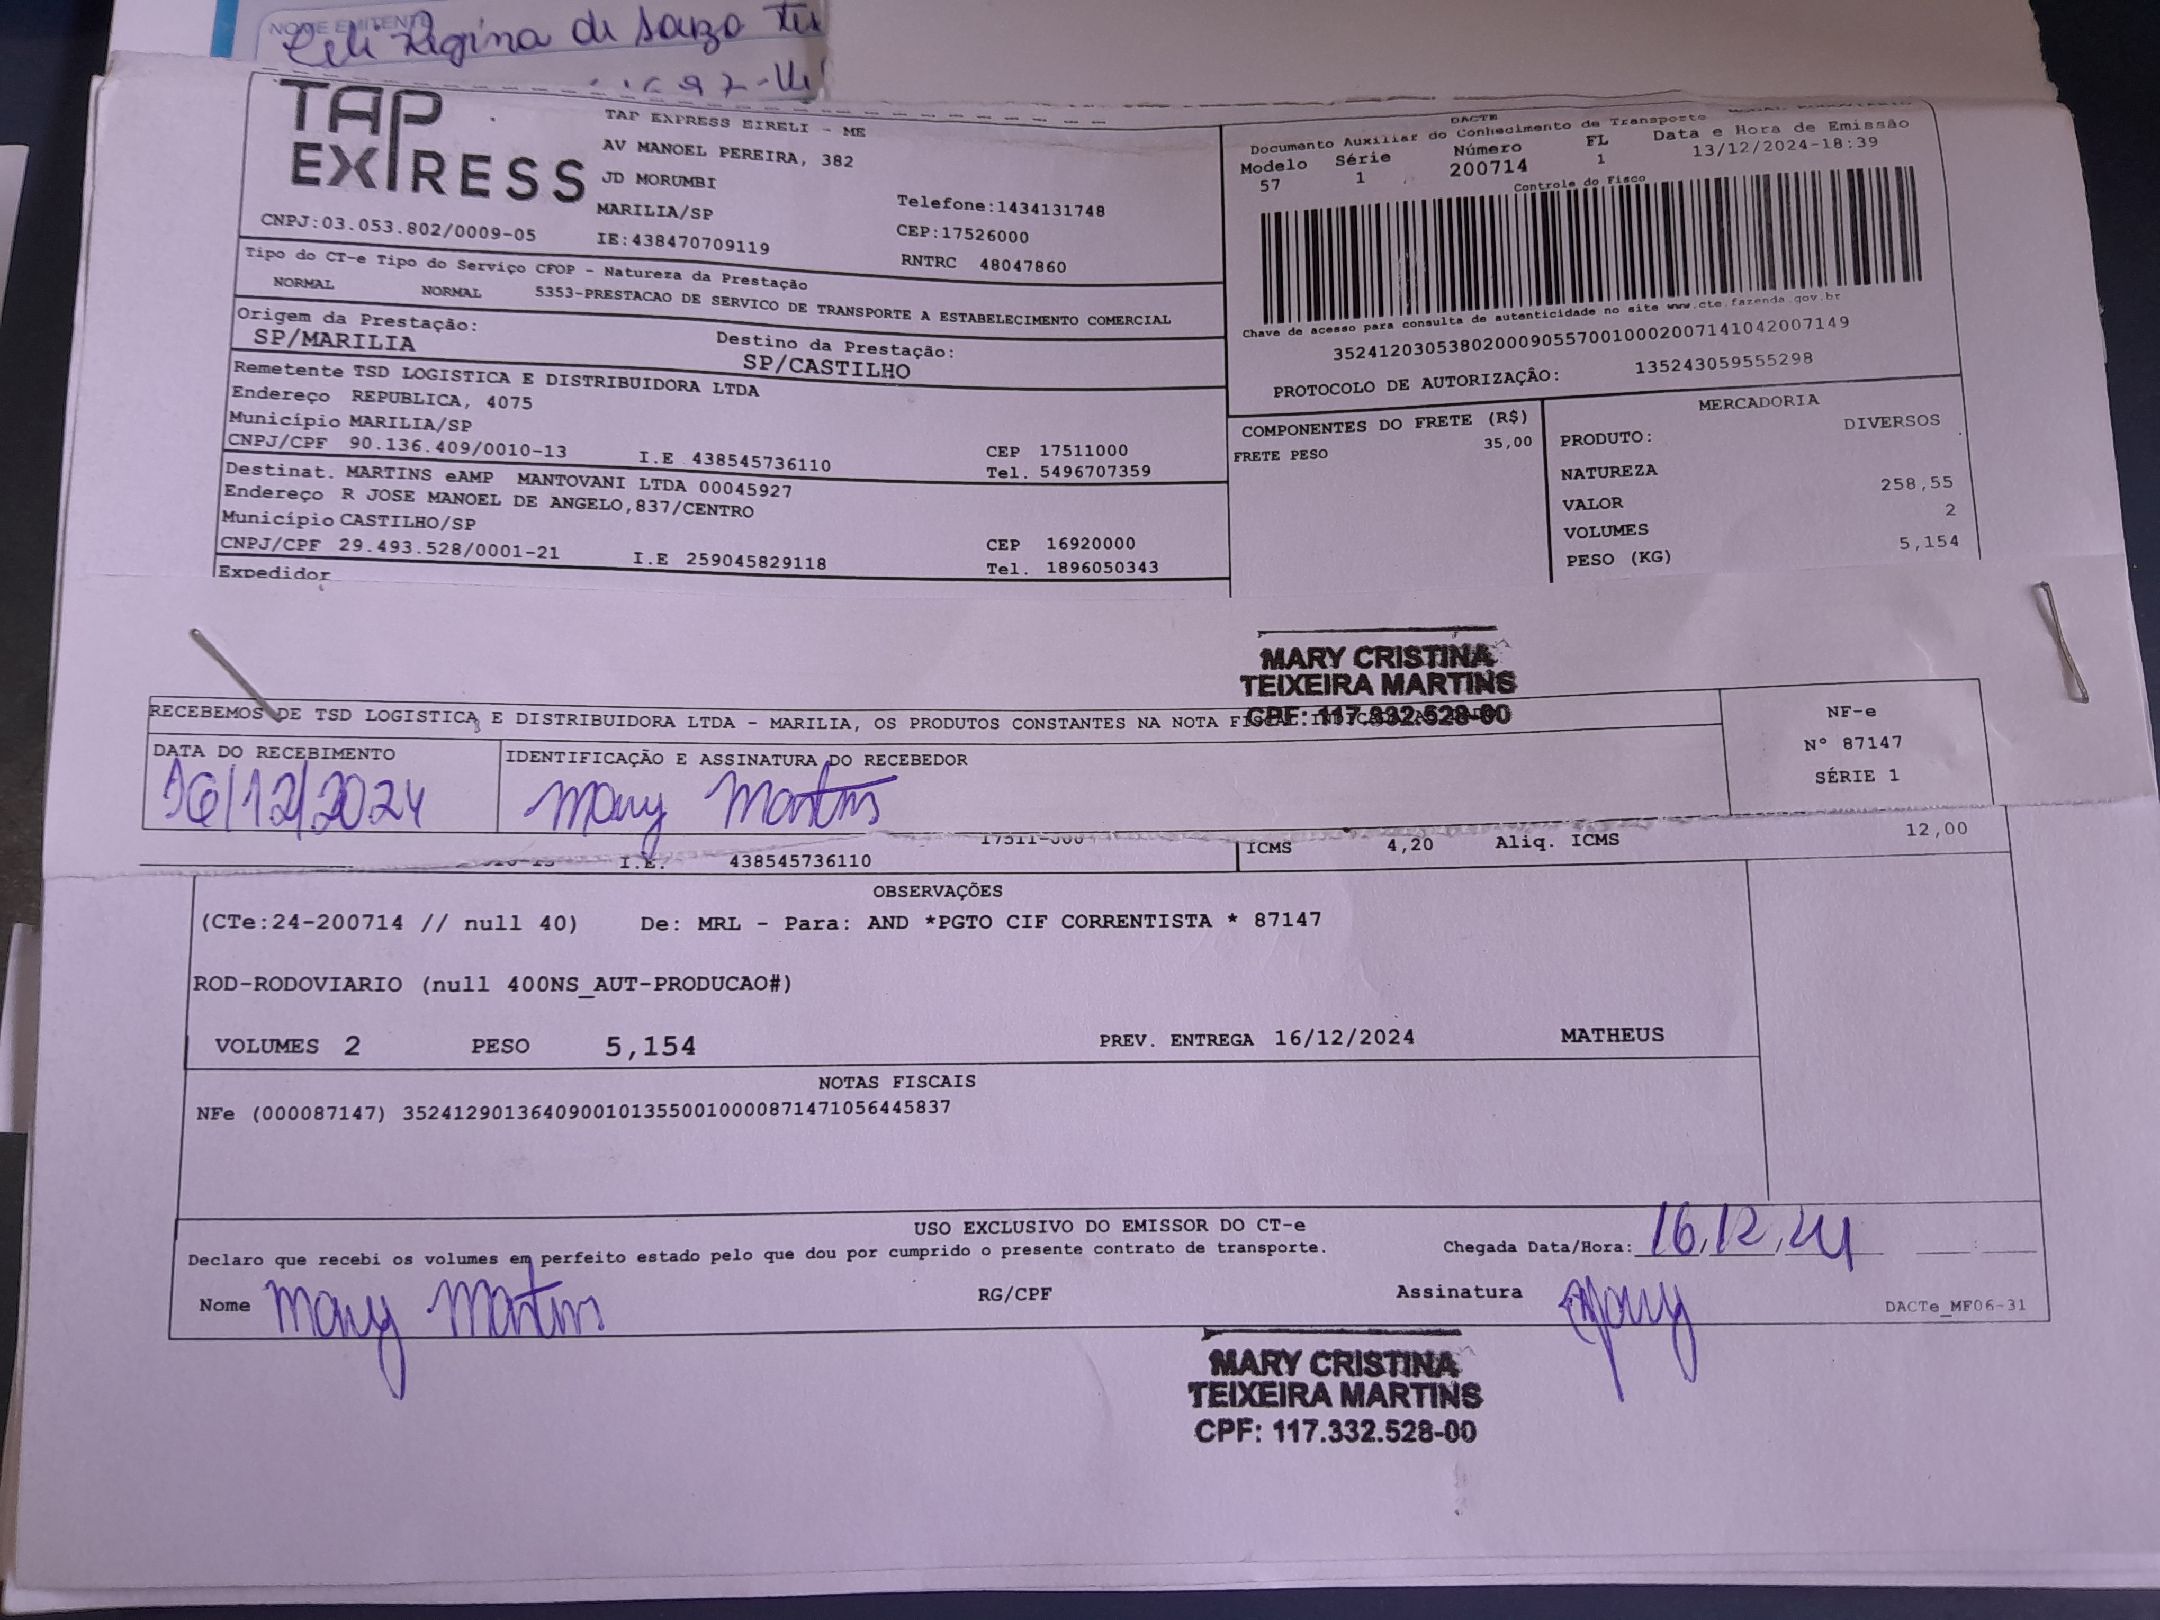 NOME EMITENTE
Regina de Souza
TAP EXPRESS
TAP EXPRESS EIRELI - ME
AV MANOEL PEREIRA, 382
JD MORUMBI
MARILIA/SP
Telefone:1434131748
CNPJ:03.053.802/0009-05
IE:438470709119
CEP:17526000
RNTRC 48047860
DACTE
Documento Auxiliar do Conhecimento de Transporte
Modelo Série Número FL Data e Hora de Emissão
57 1 200714 1 13/12/2024-18:39
Controle do Fisco
Chave de acesso para consulta de autenticidade no site www.cte.fazenda.gov.br
35241203053802000905570010002007141042007149
PROTOCOLO DE AUTORIZAÇÃO: 135243059555298
Tipo do CT-e Tipo do Serviço CFOP - Natureza da Prestação
NORMAL NORMAL 5353-PRESTACAO DE SERVICO DE TRANSPORTE A ESTABELECIMENTO COMERCIAL
Origem da Prestação: Destino da Prestação:
SP/MARILIA SP/CASTILHO
Remetente TSD LOGISTICA E DISTRIBUIDORA LTDA
Endereço REPUBLICA, 4075
Município MARILIA/SP CEP 17511000
CNPJ/CPF 90.136.409/0010-13 I.E 438545736110 Tel. 5496707359
Destinat. MARTINS eAMP MANTOVANI LTDA 00045927
Endereço R JOSE MANOEL DE ANGELO,837/CENTRO
Município CASTILHO/SP CEP 16920000
CNPJ/CPF 29.493.528/0001-21 I.E 259045829118 Tel. 1896050343
Expedidor
COMPONENTES DO FRETE (R$)
FRETE PESO 35,00
MERCADORIA
PRODUTO: DIVERSOS
NATUREZA
VALOR 258,55
VOLUMES 2
PESO (KG) 5,154
MARY CRISTINA
TEIXEIRA MARTINS
CPF: 117.332.528-00
RECEBEMOS DE TSD LOGISTICA E DISTRIBUIDORA LTDA - MARILIA, OS PRODUTOS CONSTANTES NA NOTA
DATA DO RECEBIMENTO
16/12/2024
IDENTIFICAÇÃO E ASSINATURA DO RECEBEDOR
Mary Martins
NF-e
N° 87147
SÉRIE 1
I.E. 438545736110
ICMS 4,20 Aliq. ICMS 12,00
OBSERVAÇÕES
(CTe:24-200714 // null 40) De: MRL - Para: AND *PGTO CIF CORRENTISTA * 87147
ROD-RODOVIARIO (null 400NS_AUT-PRODUCAO#)
VOLUMES 2 PESO 5,154 PREV. ENTREGA 16/12/2024 MATHEUS
NOTAS FISCAIS
NFe (000087147) 35241290136409001013550010000871471056445837
USO EXCLUSIVO DO EMISSOR DO CT-e
Declaro que recebi os volumes em perfeito estado pelo que dou por cumprido o presente contrato de transporte. Chegada Data/Hora: 16,12,24
Nome Mary Martins RG/CPF Assinatura Mary
DACTe_MF06-31
MARY CRISTINA
TEIXEIRA MARTINS
CPF: 117.332.528-00